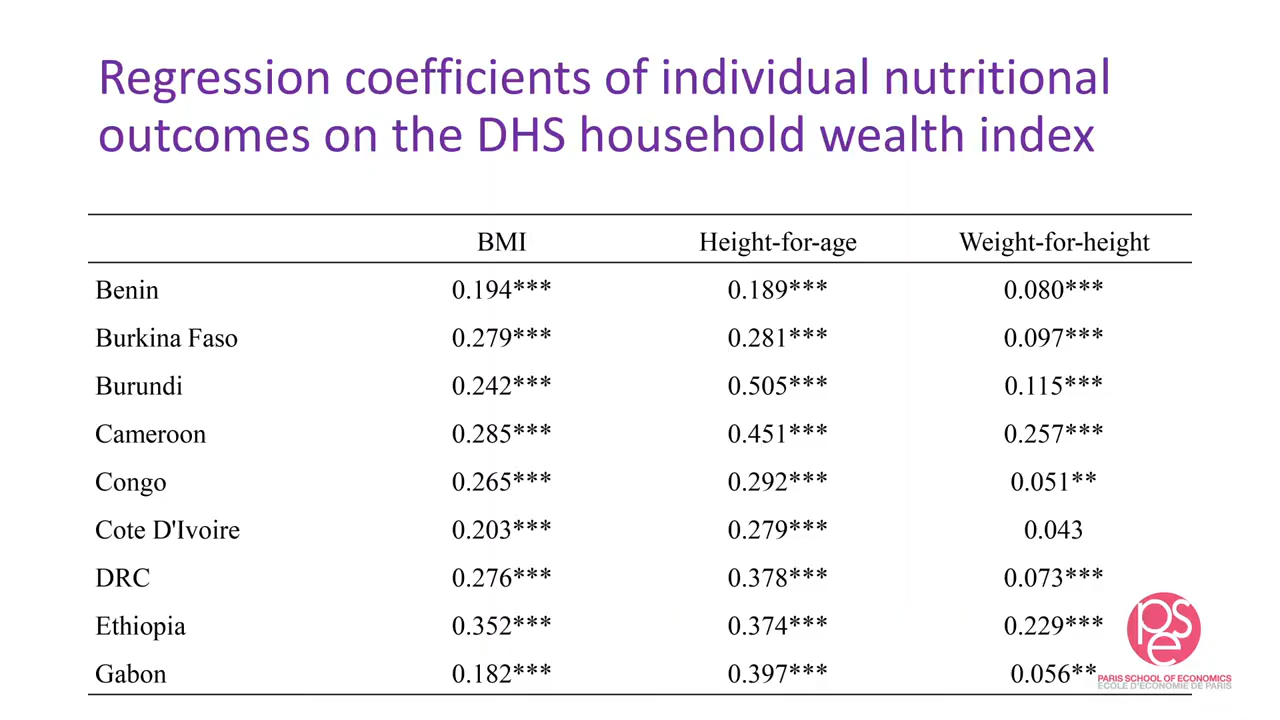 Regression coefficients of individual nutritional
outcomes on the DHS household wealth index
BMI Height-for-age Weight-for-height
Benin 0.194*** 0.189*** 0.080***
Burkina Faso 0.279*** 0.281*** 0.097***
Burundi 0.242*** 0.505*** 0.115***
Cameroon 0.285*** 0.451*** 0.257***
Congo 0.265*** 0.292*** 0.051**
Cote D'Ivoire 0.203*** 0.279*** 0.043
DRC 0.276*** 0.378*** 0.073***
Ethiopia 0.352*** 0.374*** 0.229***
Gabon 0.182*** 0.397*** 0.056**
pse
PARIS SCHOOL OF ECONOMICS
ECOLE D'ECONOMIE DE PARIS